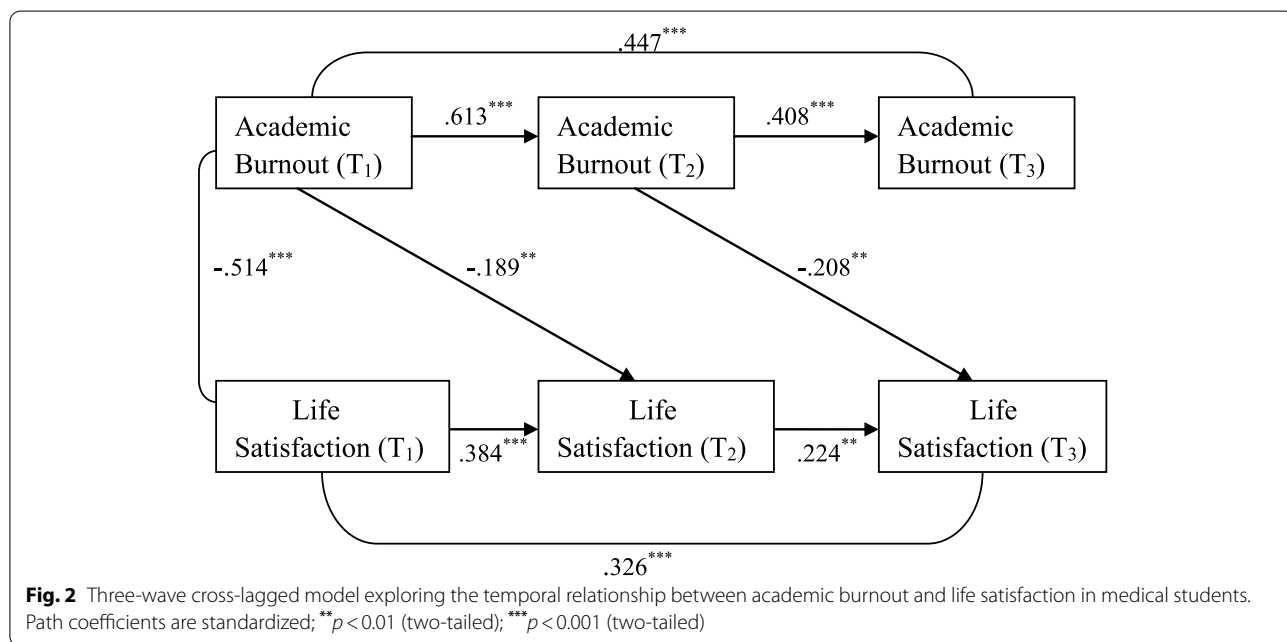 .447***
Academic
Burnout (T₁)
.613***
Academic
Burnout (T₂)
.408***
Academic
Burnout (T₃)
-.514***
-.189**
-.208**
Life
Satisfaction (T₁)
.384***
Life
Satisfaction (T₂)
.224**
Life
Satisfaction (T₃)
.326***
Fig. 2 Three-wave cross-lagged model exploring the temporal relationship between academic burnout and life satisfaction in medical students.
Path coefficients are standardized; **p < 0.01 (two-tailed); ***p < 0.001 (two-tailed)